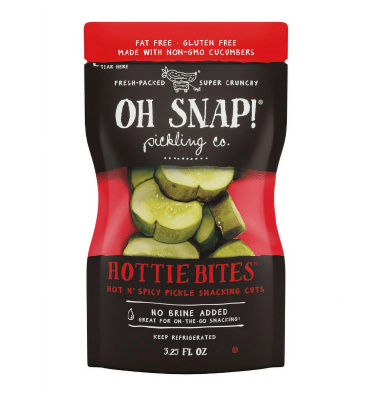 FAT FREE · GLUTEN FREE
MADE WITH NON-GMO CUCUMBERS
TEAR HERE
FRESH-PACKED SUPER CRUNCHY
OH SNAP!®
pickling co.
HOTTIE BITES®
HOT N' SPICY PICKLE SNACKING CUTS
NO BRINE ADDED
GREAT FOR ON-THE-GO SNACKING!
KEEP REFRIGERATED
3.25 FL OZ